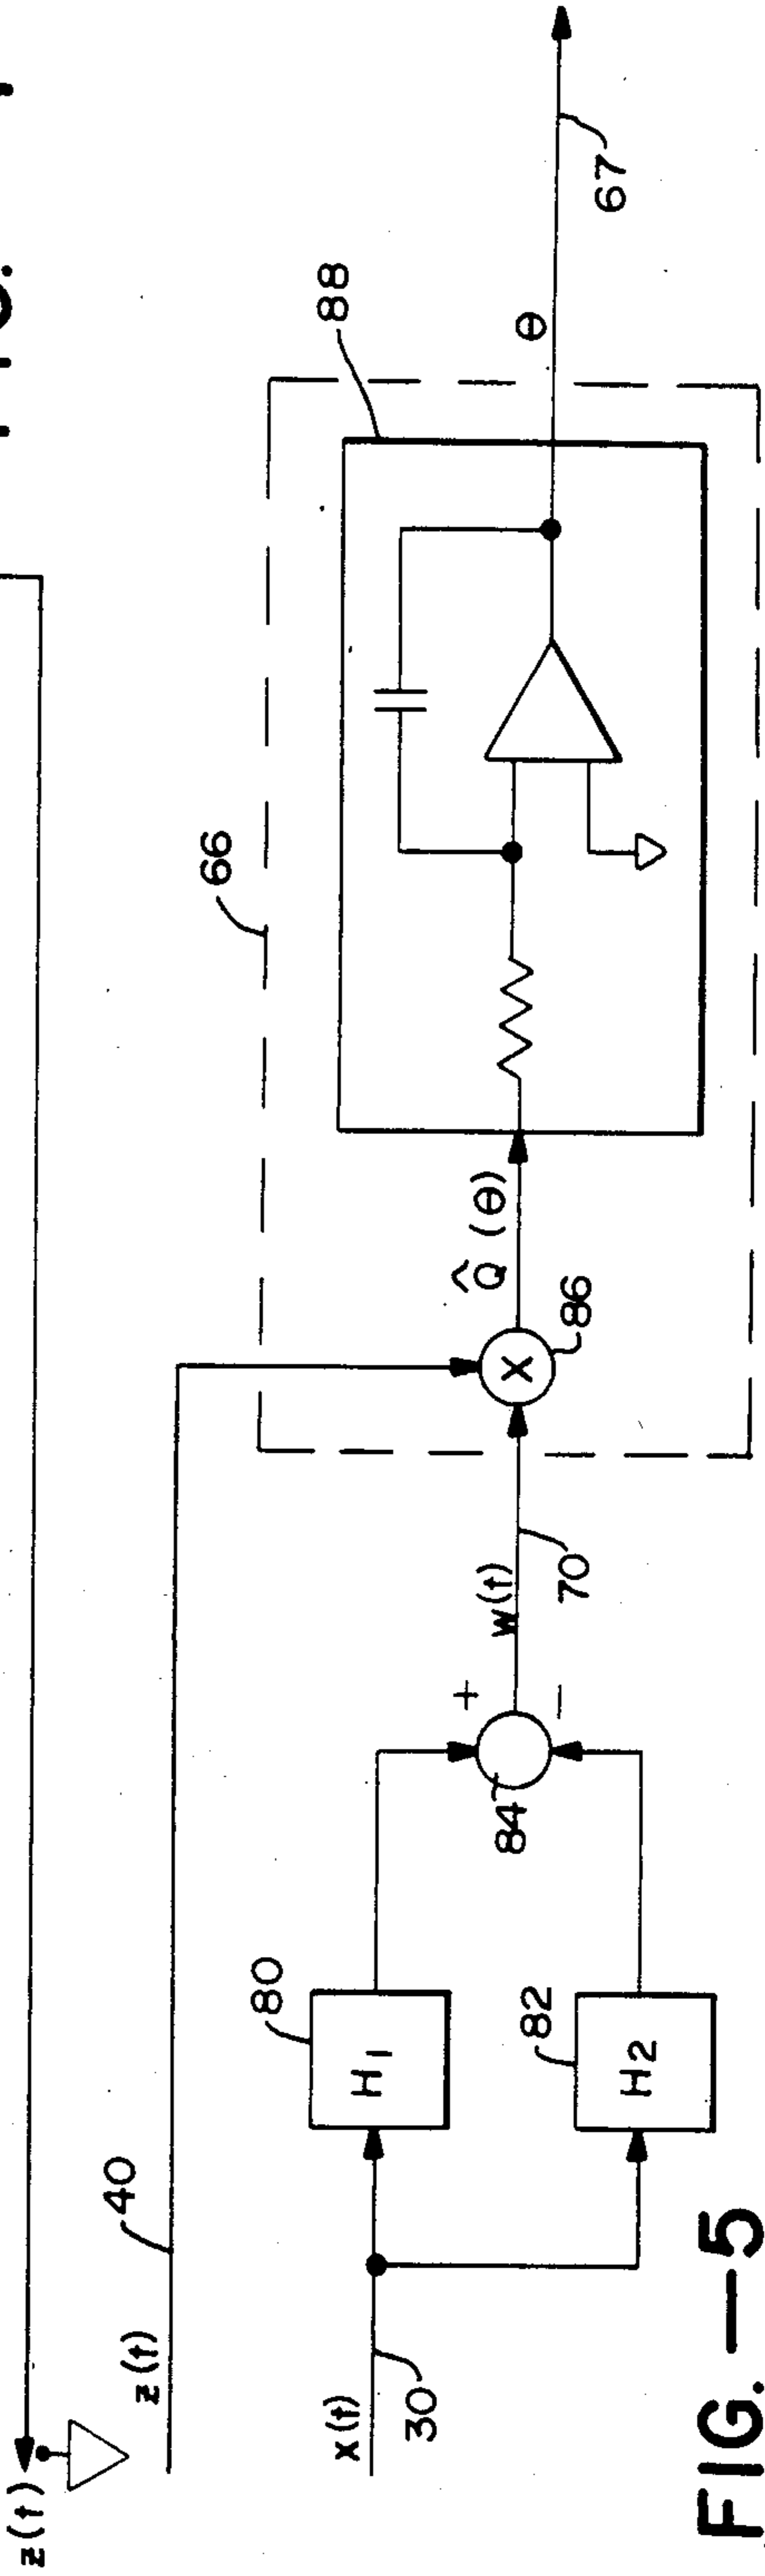 z(t)
z(t)
40
x(t)
30
80
H1
82
H2
84
+
−
W(t)
70
X
86
Q̂ (θ)
66
88
θ
67
FIG. —5